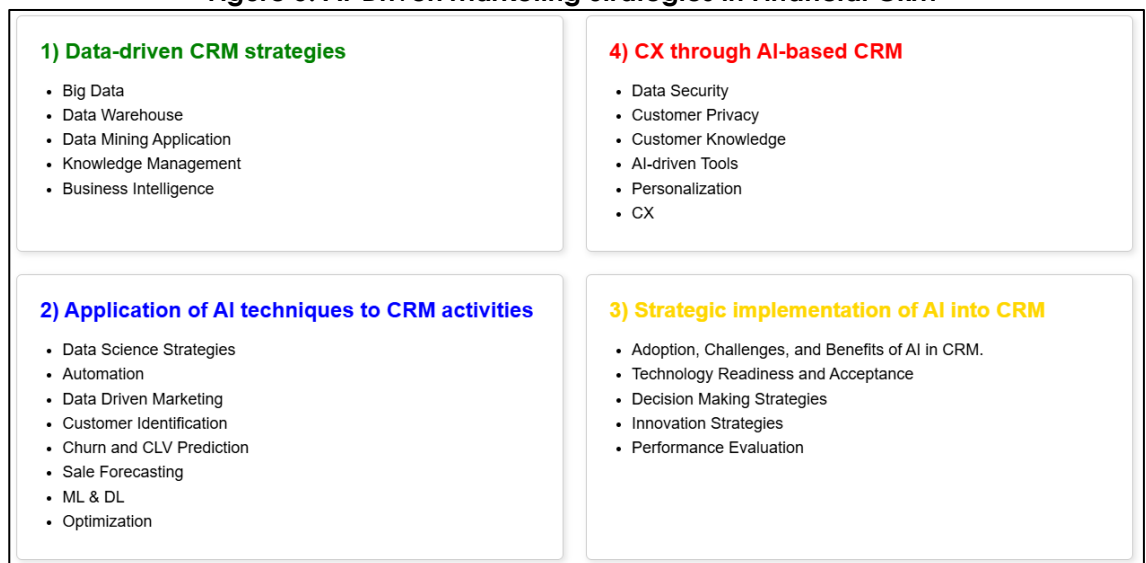 1) Data-driven CRM strategies
• Big Data
• Data Warehouse
• Data Mining Application
• Knowledge Management
• Business Intelligence
4) CX through AI-based CRM
• Data Security
• Customer Privacy
• Customer Knowledge
• AI-driven Tools
• Personalization
• CX
2) Application of AI techniques to CRM activities
• Data Science Strategies
• Automation
• Data Driven Marketing
• Customer Identification
• Churn and CLV Prediction
• Sale Forecasting
• ML & DL
• Optimization
3) Strategic implementation of AI into CRM
• Adoption, Challenges, and Benefits of AI in CRM.
• Technology Readiness and Acceptance
• Decision Making Strategies
• Innovation Strategies
• Performance Evaluation